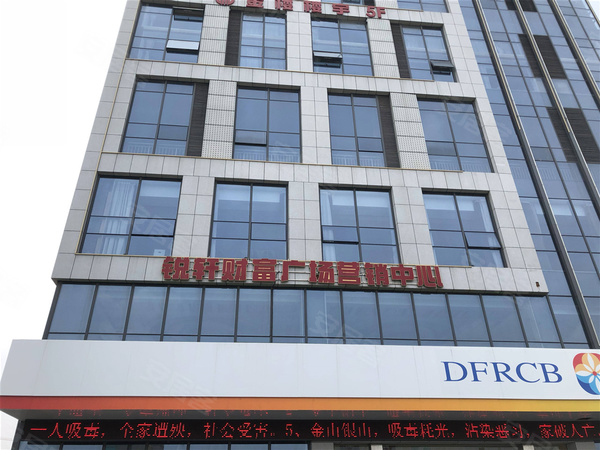 5F
锐轩财富广场营销中心
DFRCB
一人吸毒，全家遭殃，社会受害。5、金山银山，吸毒耗光，沾染恶习，家破人亡